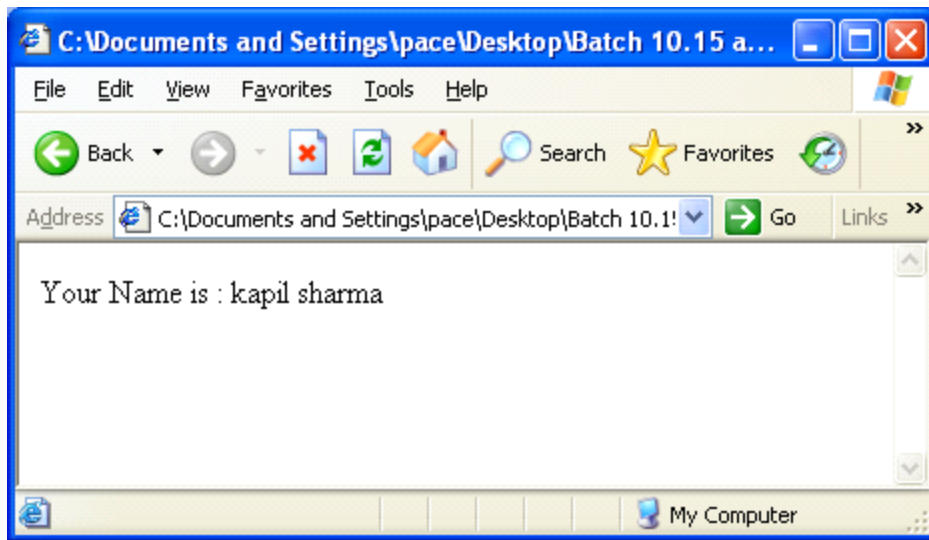 C:\Documents and Settings\pace\Desktop\Batch 10.15 a...
File Edit View Favorites Tools Help
Back Search Favorites »
Address C:\Documents and Settings\pace\Desktop\Batch 10.1 Go Links »
Your Name is : kapil sharma
My Computer